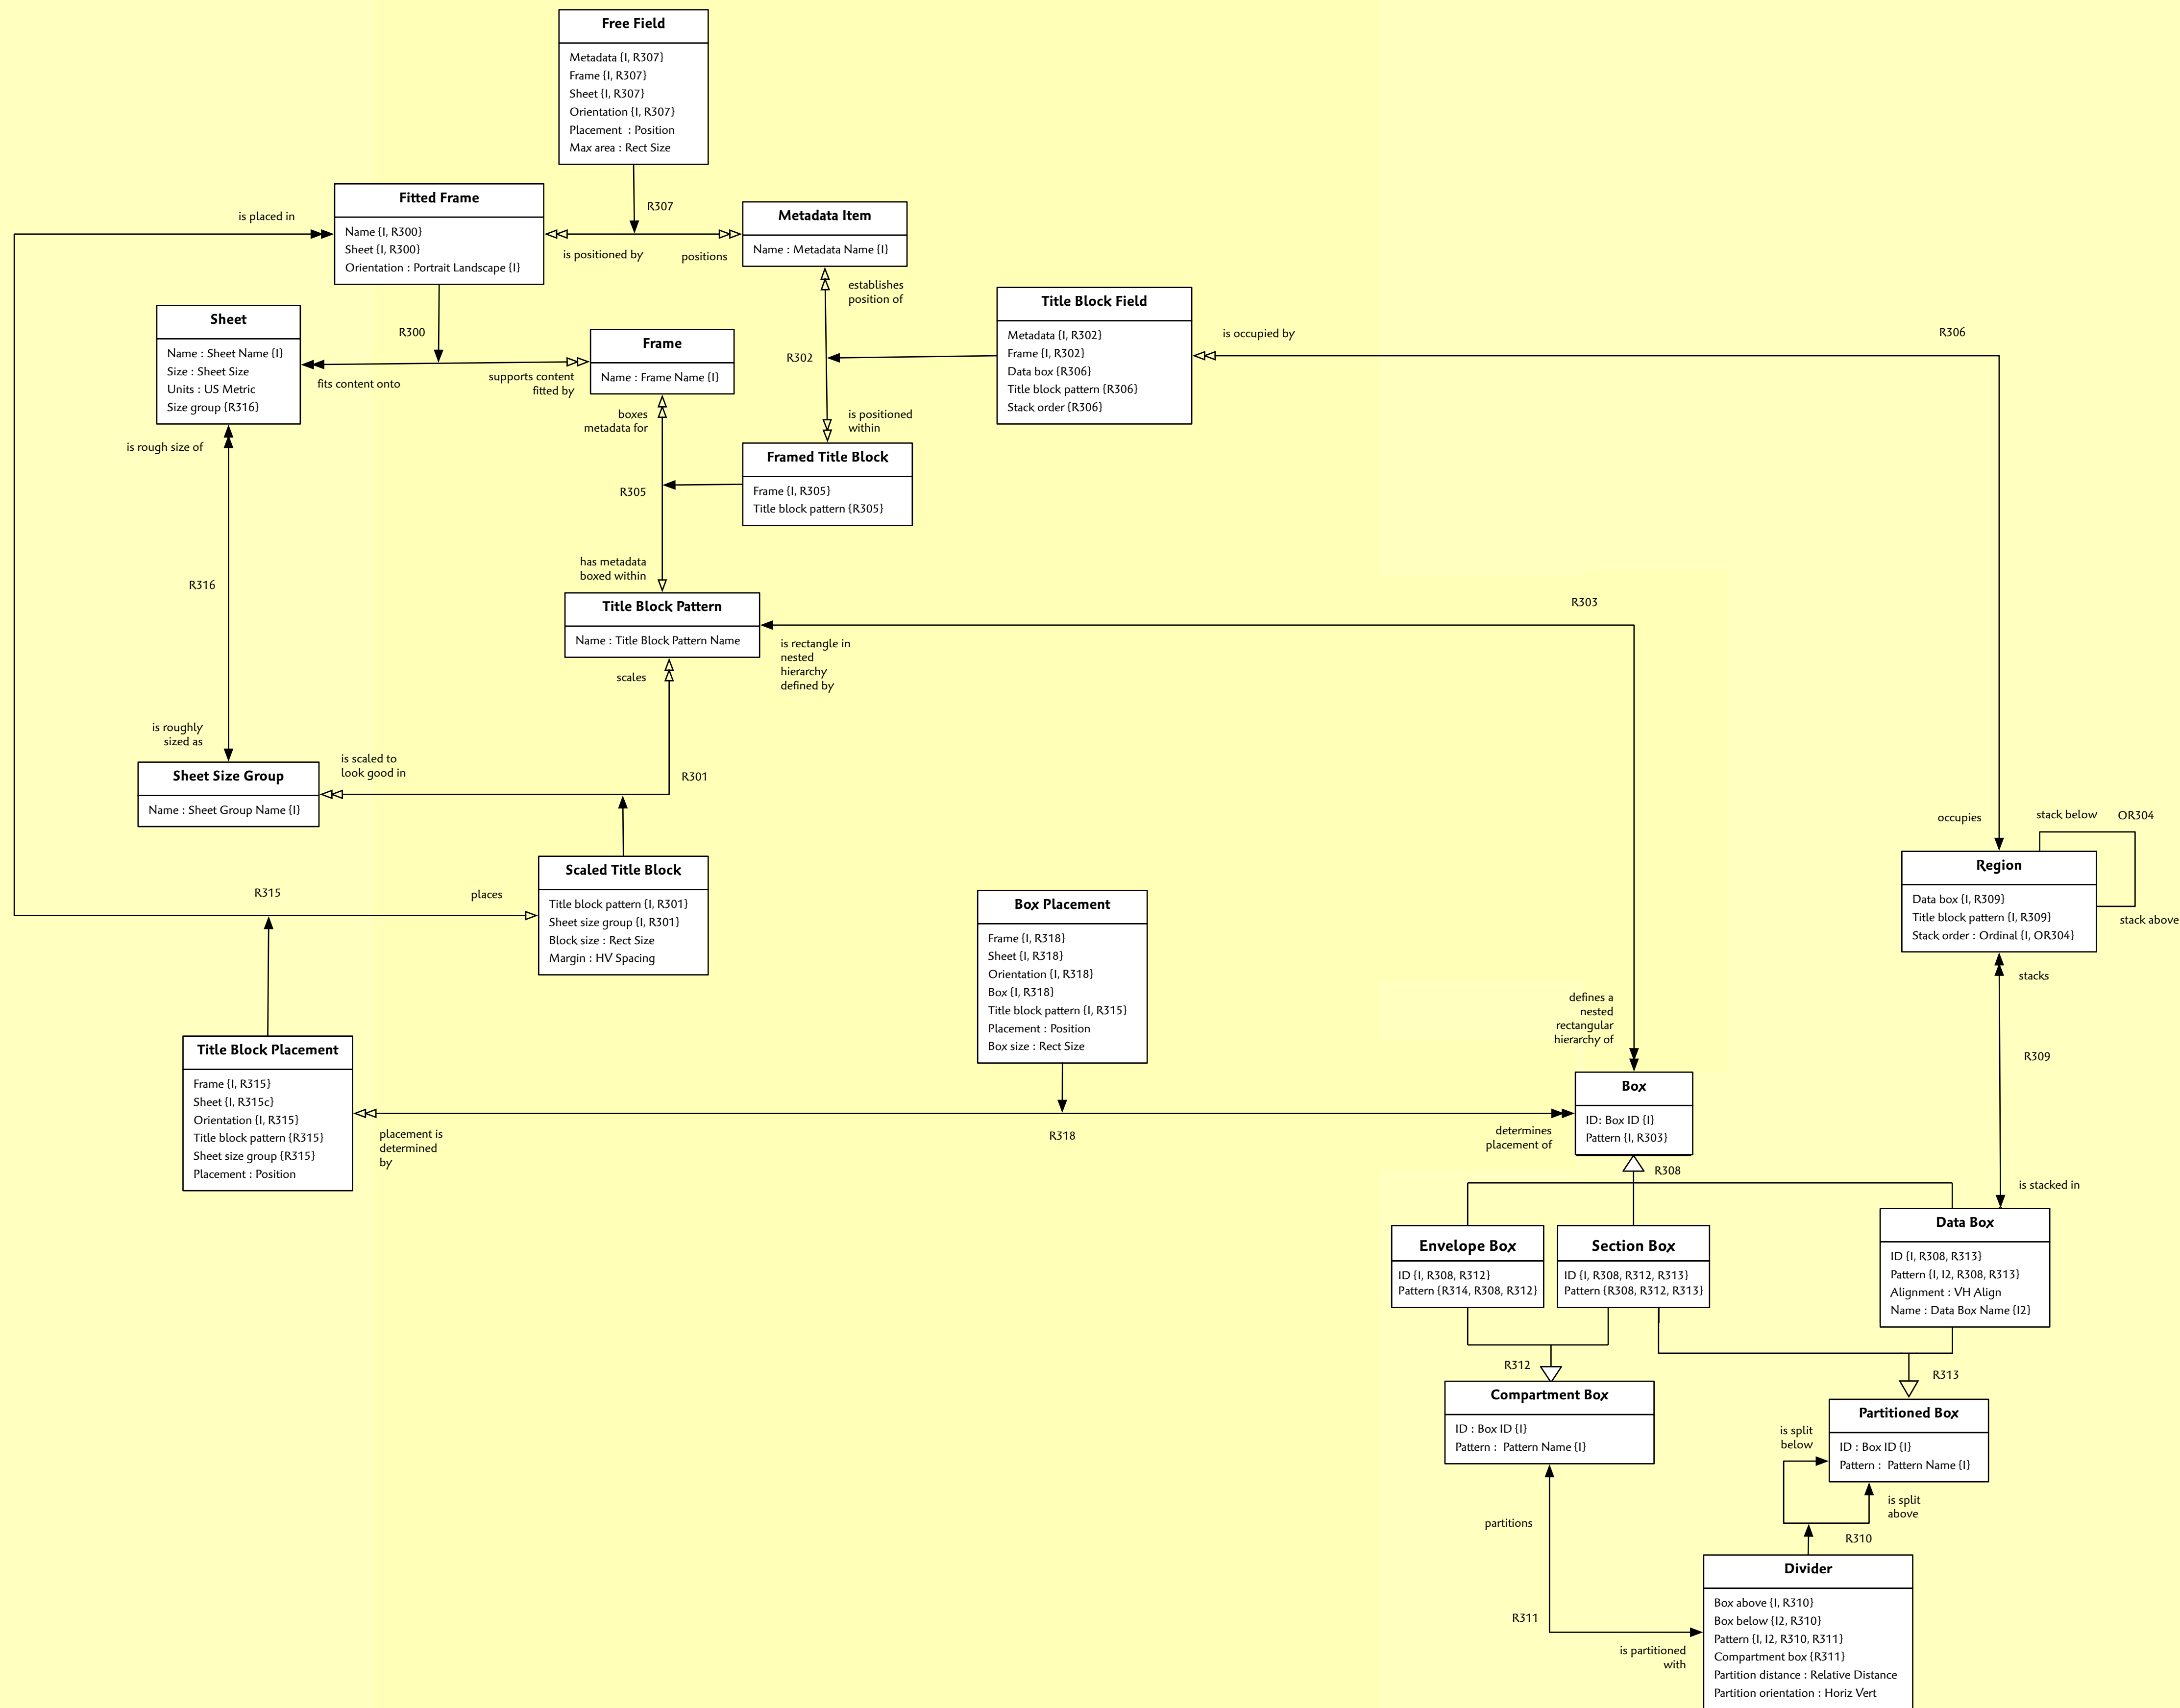 Free Field
Metadata {I, R307}
Frame {I, R307}
Sheet {I, R307}
Orientation {I, R307}
Placement : Position
Max area : Rect Size
Fitted Frame
Name {I, R300}
Sheet {I, R300}
Orientation : Portrait Landscape {I}
is placed in
R307
is positioned by
positions
Metadata Item
Name : Metadata Name {I}
establishes
position of
R302
is positioned
within
Title Block Field
Metadata {I, R302}
Frame {I, R302}
Data box {R306}
Title block pattern {R306}
Stack order {R306}
is occupied by
R306
Sheet
Name : Sheet Name {I}
Size : Sheet Size
Units : US Metric
Size group {R316}
R300
fits content onto
supports content
fitted by
Frame
Name : Frame Name {I}
boxes
metadata for
is rough size of
R305
Framed Title Block
Frame {I, R305}
Title block pattern {R305}
has metadata
boxed within
R316
Title Block Pattern
Name : Title Block Pattern Name
R303
is rectangle in
nested
hierarchy
defined by
scales
is roughly
sized as
Sheet Size Group
Name : Sheet Group Name {I}
is scaled to
look good in
R301
R315
places
Scaled Title Block
Title block pattern {I, R301}
Sheet size group {I, R301}
Block size : Rect Size
Margin : HV Spacing
Box Placement
Frame {I, R318}
Sheet {I, R318}
Orientation {I, R318}
Box {I, R318}
Title block pattern {I, R315}
Placement : Position
Box size : Rect Size
occupies
stack below
OR304
Region
Data box {I, R309}
Title block pattern {I, R309}
Stack order : Ordinal {I, OR304}
stack above
stacks
R309
is stacked in
defines a
nested
rectangular
hierarchy of
Title Block Placement
Frame {I, R315}
Sheet {I, R315c}
Orientation {I, R315}
Title block pattern {R315}
Sheet size group {R315}
Placement : Position
placement is
determined
by
R318
determines
placement of
Box
ID: Box ID {I}
Pattern {I, R303}
R308
Envelope Box
ID {I, R308, R312}
Pattern {R314, R308, R312}
Section Box
ID {I, R308, R312, R313}
Pattern {R308, R312, R313}
Data Box
ID {I, R308, R313}
Pattern {I, I2, R308, R313}
Alignment : VH Align
Name : Data Box Name {I2}
R312
R313
Compartment Box
ID : Box ID {I}
Pattern : Pattern Name {I}
Partitioned Box
ID : Box ID {I}
Pattern : Pattern Name {I}
is split
below
is split
above
R310
partitions
R311
is partitioned
with
Divider
Box above {I, R310}
Box below {I2, R310}
Pattern {I, I2, R310, R311}
Compartment box {R311}
Partition distance : Relative Distance
Partition orientation : Horiz Vert